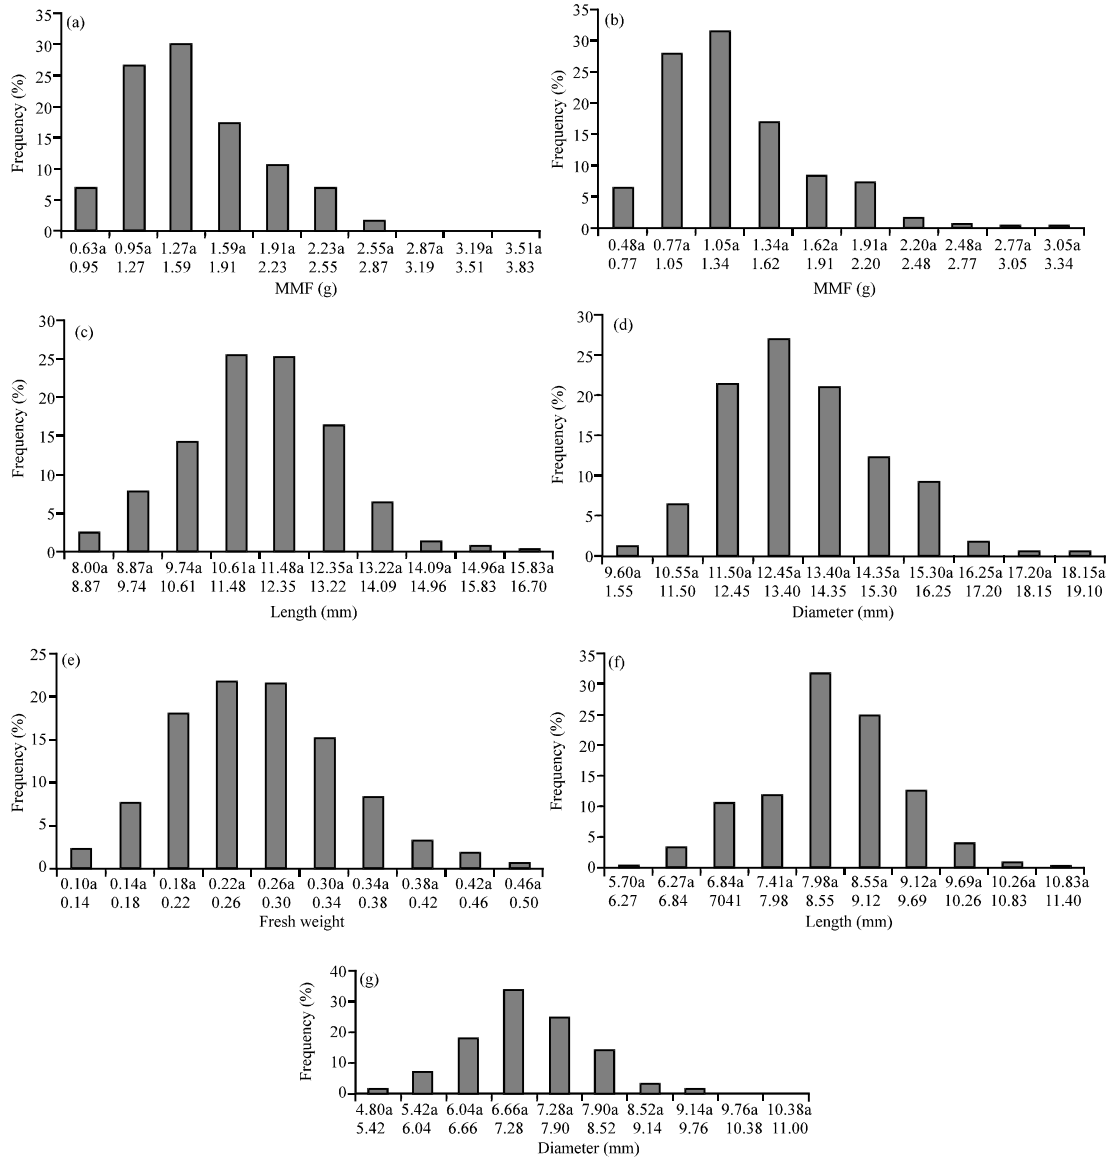 (a)
Frequency (%)
35
30
25
20
15
10
5
0
0.63a 0.95a 1.27a 1.59a 1.91a 2.23a 2.55a 2.87a 3.19a 3.51a
0.95 1.27 1.59 1.91 2.23 2.55 2.87 3.19 3.51 3.83
MMF (g)
(b)
Frequency (%)
35
30
25
20
15
10
5
0
0.48a 0.77a 1.05a 1.34a 1.62a 1.91a 2.20a 2.48a 2.77a 3.05a
0.77 1.05 1.34 1.62 1.91 2.20 2.48 2.77 3.05 3.34
MMF (g)
(c)
Frequency (%)
30
25
20
15
10
5
0
8.00a 8.87a 9.74a 10.61a 11.48a 12.35a 13.22a 14.09a 14.96a 15.83a
8.87 9.74 10.61 11.48 12.35 13.22 14.09 14.96 15.83 16.70
Length (mm)
(d)
Frequency (%)
30
25
20
15
10
5
0
9.60a 10.55a 11.50a 12.45a 13.40a 14.35a 15.30a 16.25a 17.20a 18.15a
1.55 11.50 12.45 13.40 14.35 15.30 16.25 17.20 18.15 19.10
Diameter (mm)
(e)
Frequency (%)
25
20
15
10
5
0
0.10a 0.14a 0.18a 0.22a 0.26a 0.30a 0.34a 0.38a 0.42a 0.46a
0.14 0.18 0.22 0.26 0.30 0.34 0.38 0.42 0.46 0.50
Fresh weight
(f)
Frequency (%)
35
30
25
20
15
10
5
0
5.70a 6.27a 6.84a 7.41a 7.98a 8.55a 9.12a 9.69a 10.26a 10.83a
6.27 6.84 7041 7.98 8.55 9.12 9.69 10.26 10.83 11.40
Length (mm)
(g)
Frequency (%)
40
30
20
10
0
4.80a 5.42a 6.04a 6.66a 7.28a 7.90a 8.52a 9.14a 9.76a 10.38a
5.42 6.04 6.66 7.28 7.90 8.52 9.14 9.76 10.38 11.00
Diameter (mm)